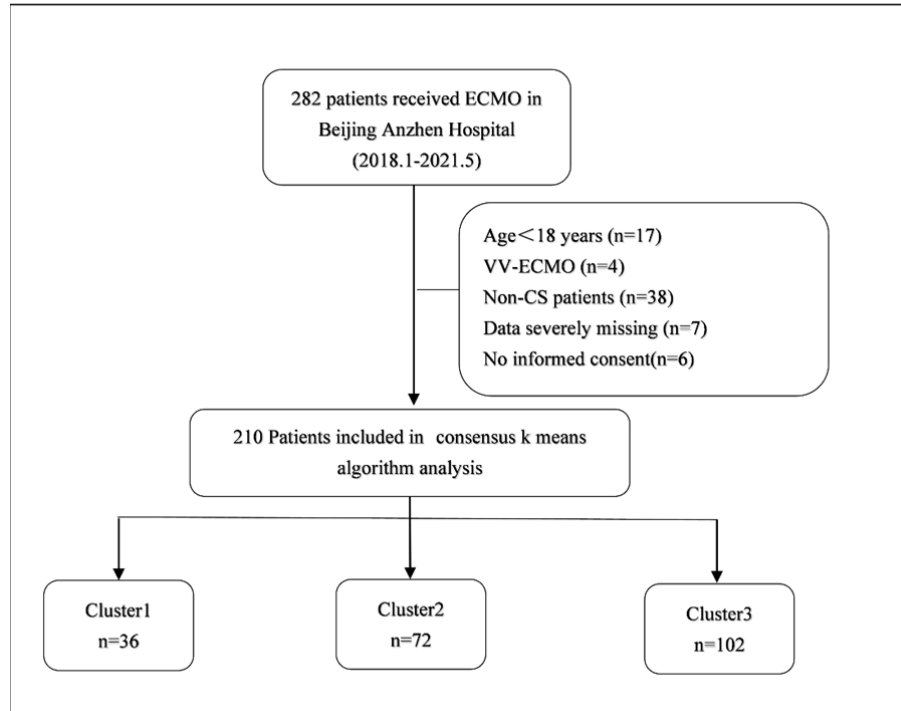 282 patients received ECMO in
Beijing Anzhen Hospital
(2018.1-2021.5)
Age＜18 years (n=17)
VV-ECMO (n=4)
Non-CS patients (n=38)
Data severely missing (n=7)
No informed consent(n=6)
210 Patients included in consensus k means
algorithm analysis
Cluster1
n=36
Cluster2
n=72
Cluster3
n=102